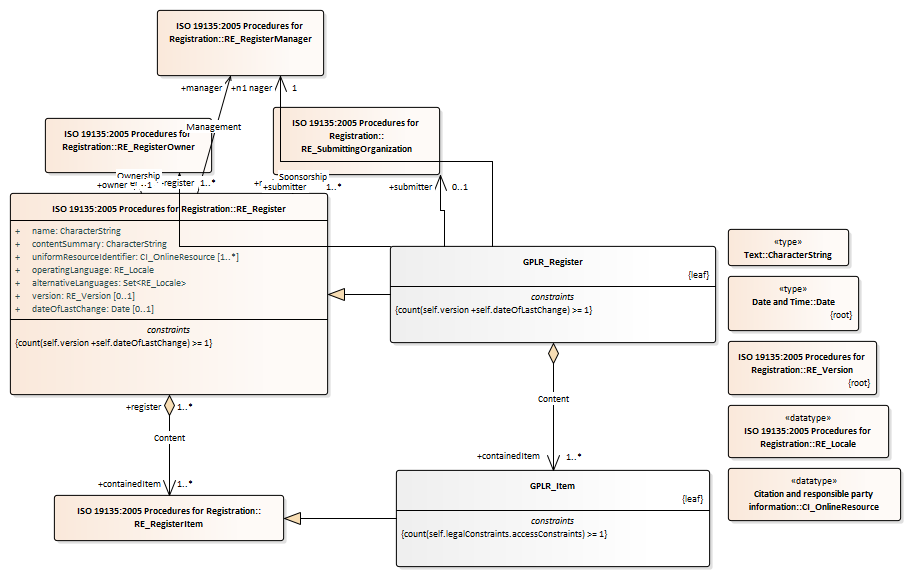 ISO 19135:2005 Procedures for
Registration::RE_RegisterManager
+manager
+n1 nager
1
Management
ISO 19135:2005 Procedures for
Registration::RE_RegisterOwner
ISO 19135:2005 Procedures for
Registration::
RE_SubmittingOrganization
Ownership
+owner
..1
-register
1..*
Sponsorship
+submitter
1..*
+submitter
0..1
ISO 19135:2005 Procedures for Registration::RE_Register
+ name: CharacterString
+ contentSummary: CharacterString
+ uniformResourceIdentifier: CI_OnlineResource [1..*]
+ operatingLanguage: RE_Locale
+ alternativeLanguages: Set<RE_Locale>
+ version: RE_Version [0..1]
+ dateOfLastChange: Date [0..1]
constraints
{count(self.version +self.dateOfLastChange) >= 1}
GPLR_Register
{leaf}
constraints
{count(self.version +self.dateOfLastChange) >= 1}
«type»
Text::CharacterString
«type»
Date and Time::Date
{root}
ISO 19135:2005 Procedures for
Registration::RE_Version
{root}
«datatype»
ISO 19135:2005 Procedures for
Registration::RE_Locale
«datatype»
Citation and responsible party
information::CI_OnlineResource
+register
1..*
Content
+containedItem
1..*
Content
+containedItem
1..*
ISO 19135:2005 Procedures for Registration::
RE_RegisterItem
GPLR_Item
{leaf}
constraints
{count(self.legalConstraints.accessConstraints) >= 1}